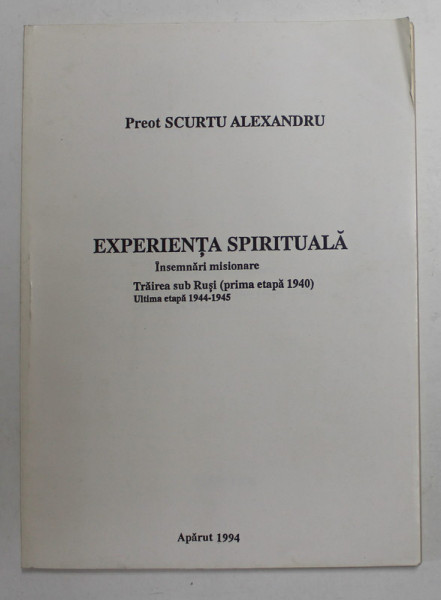 Preot SCURTU ALEXANDRU
EXPERIENȚA SPIRITUALĂ
Însemnări misionare
Trăirea sub Ruși (prima etapă 1940)
Ultima etapă 1944-1945
Apărut 1994